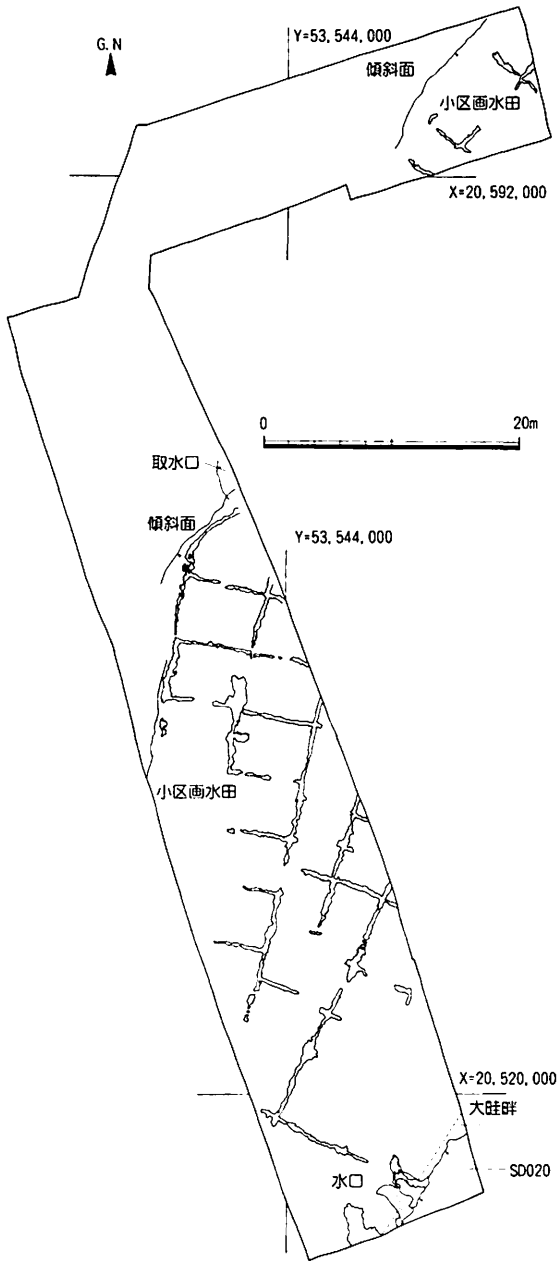 G.N
Y=53,544,000
傾斜面
小区画水田
X=20,592,000
0 20m
取水口
傾斜面
Y=53,544,000
小区画水田
X=20,520,000
大畦畔
SD020
水口